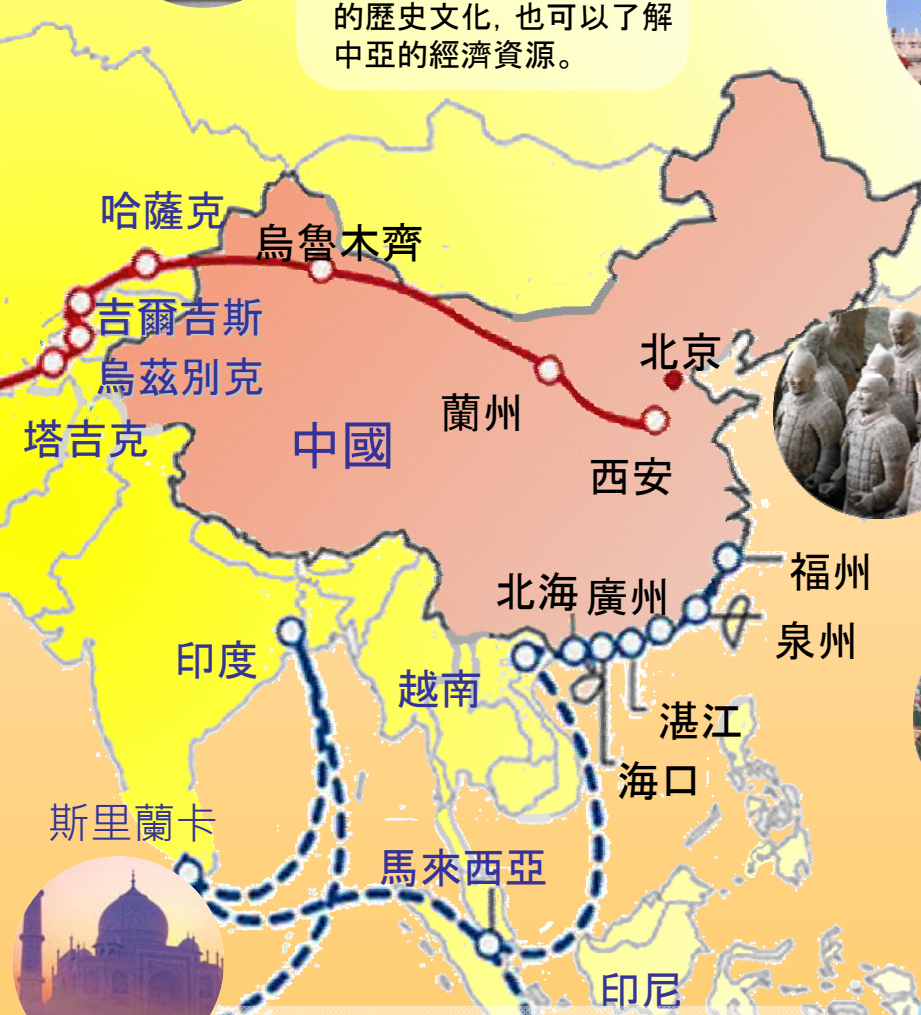 的歷史文化, 也可以了解
中亞的經濟資源。
哈薩克
烏魯木齊
吉爾吉斯
北京
烏茲別克
蘭州
塔吉克
中國
西安
福州
北海
廣州
泉州
印度
越南
湛江
海口
斯里蘭卡
馬來西亞
印尼